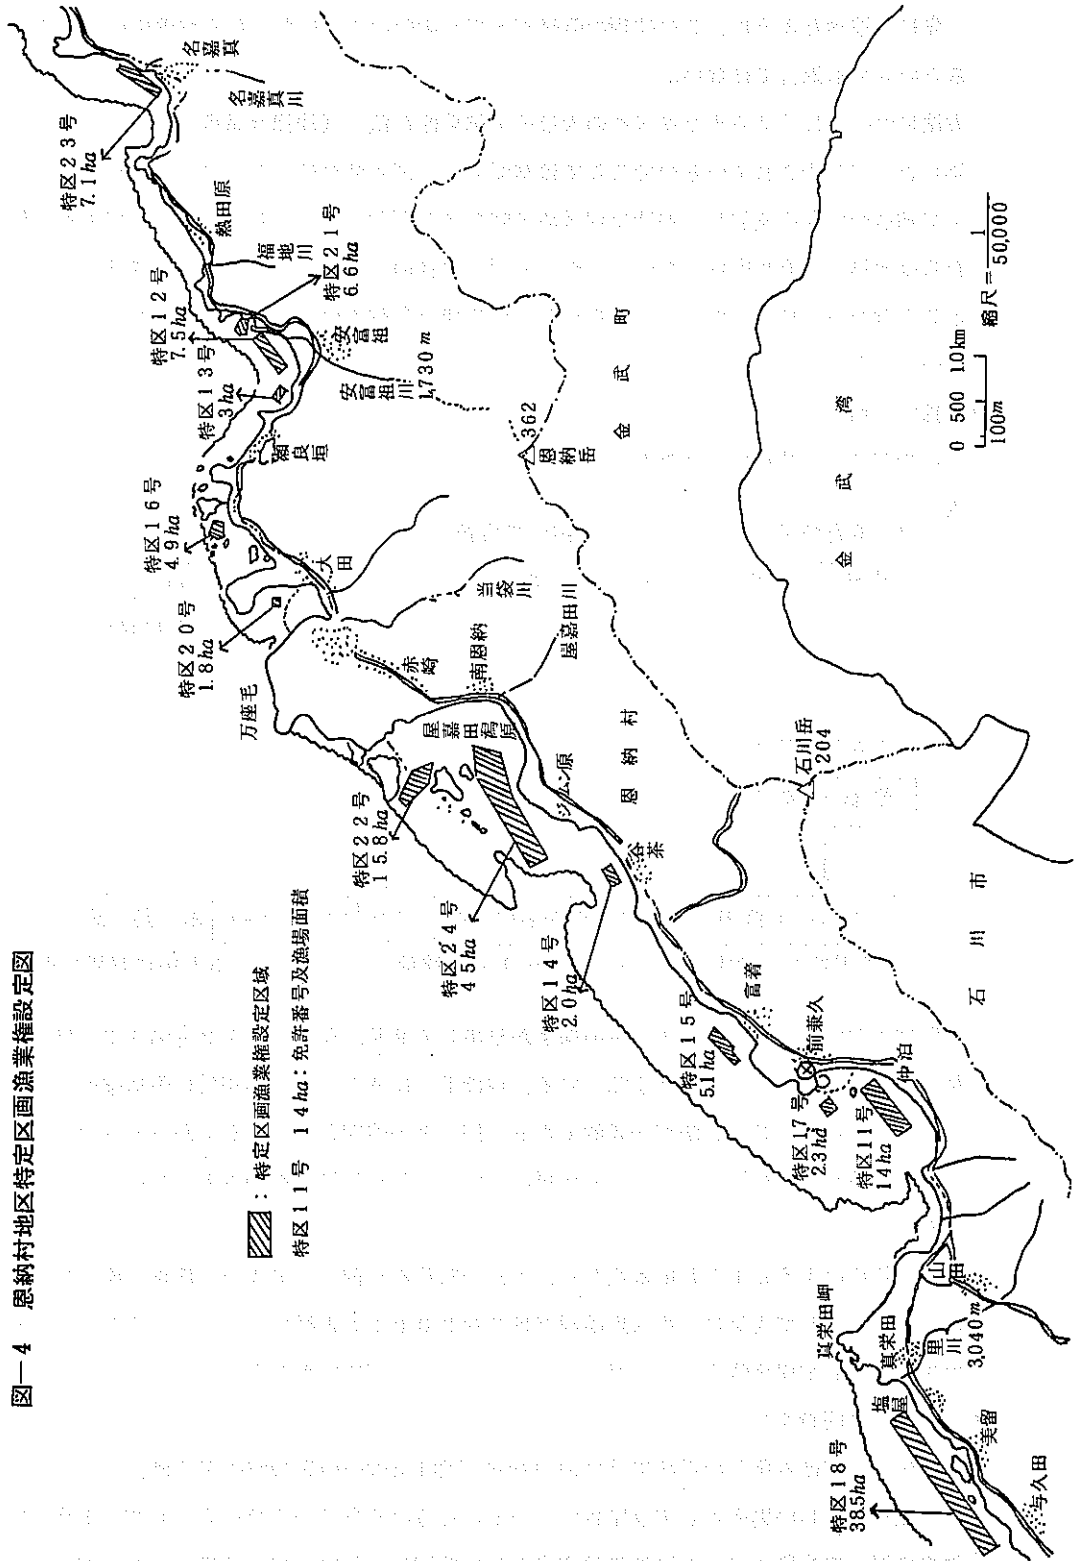 図―4　恩納村地区特定区画漁業権設定図
：特定区画漁業権設定区域
特区11号　14ha：免許番号及漁場面積
特区18号
38.5ha
特区11号
14ha
特区17号
2.3hd
特区15号
5.1ha
特区14号
2.0ha
特区24号
45ha
特区22号
15.8ha
特区20号
1.8ha
特区16号
4.9ha
特区13号
3ha
特区12号
7.5ha
特区21号
6.6ha
特区23号
7.1ha
与久田
美留
塩屋
真栄田
真栄田岬
里川
3,040m
山田
仲泊
前兼久
富着
谷茶
ジムン原
屋嘉田潟原
南恩納
赤崎
万座毛
屋嘉田川
当袋川
大田
瀬良垣
安富祖
安富祖川
1,730m
福地川
熱田原
名嘉真
名嘉真川
恩納村
石川岳
204
恩納岳
362
金武町
金武湾
石川市
0　500　1.0km
100m
縮尺＝1/50,000